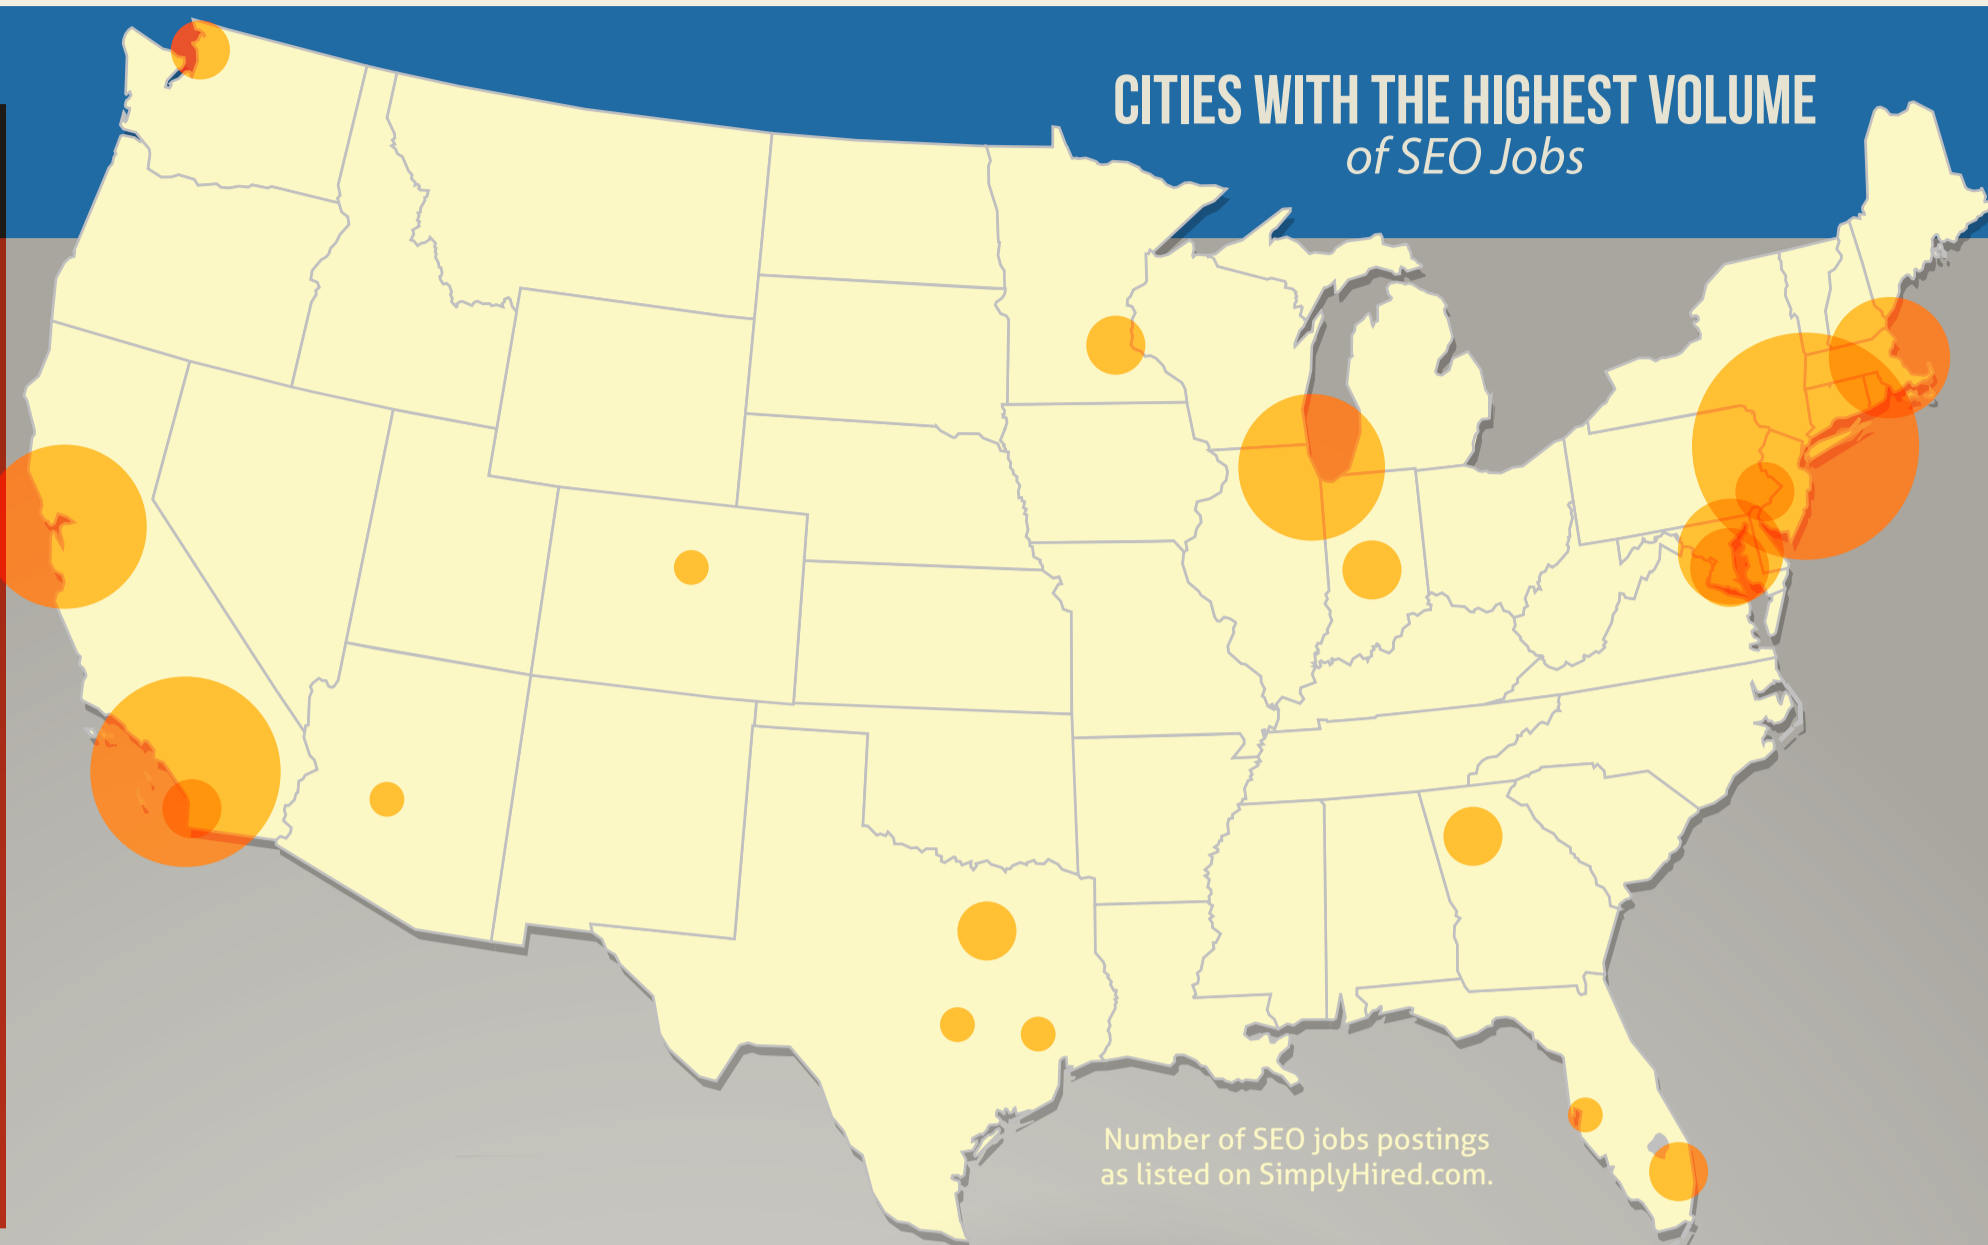 CITIES WITH THE HIGHEST VOLUME
of SEO Jobs
Number of SEO jobs postings
as listed on SimplyHired.com.